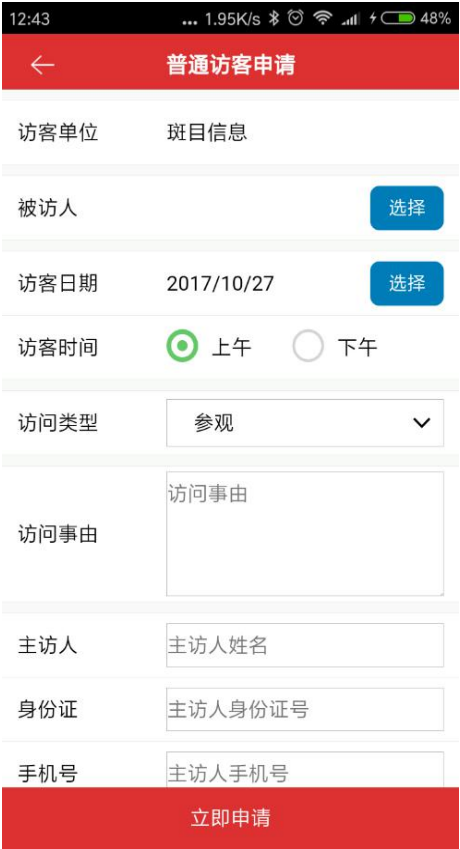 12:43 ... 1.95K/s 48%
普通访客申请
访客单位 斑目信息
被访人 选择
访客日期 2017/10/27 选择
访客时间 上午 下午
访问类型 参观
访问事由 访问事由
主访人 主访人姓名
身份证 主访人身份证号
手机号 主访人手机号
立即申请